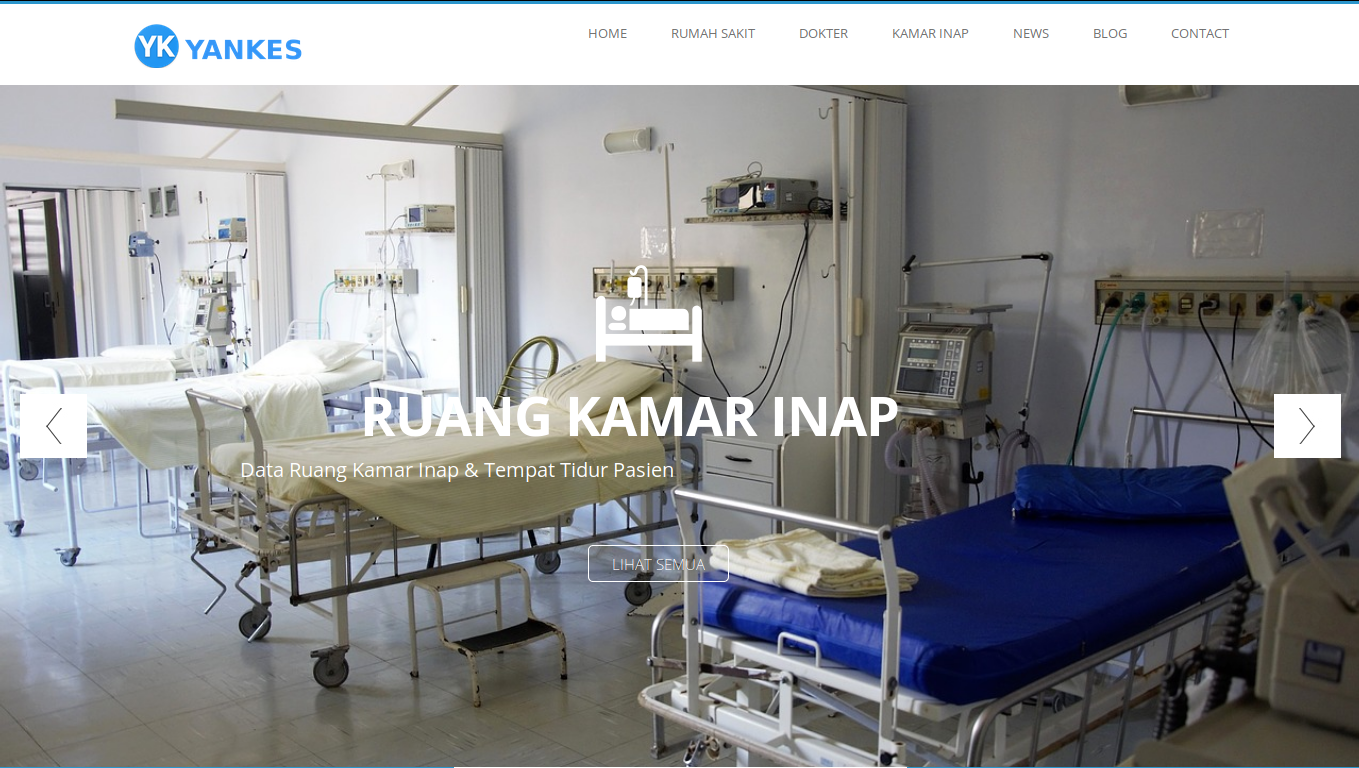 YK YANKES
HOME RUMAH SAKIT DOKTER KAMAR INAP NEWS BLOG CONTACT
RUANG KAMAR INAP
Data Ruang Kamar Inap & Tempat Tidur Pasien
LIHAT SEMUA